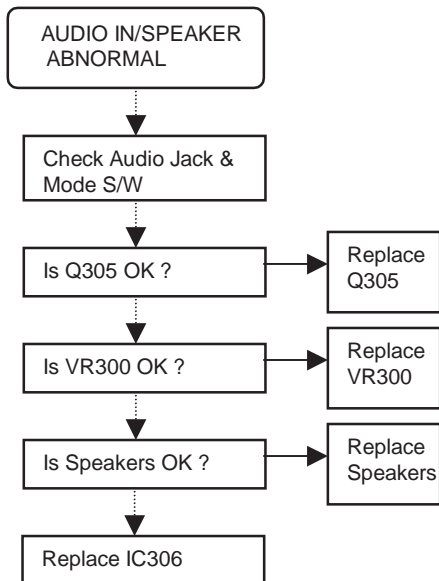 AUDIO IN/SPEAKER
ABNORMAL
Check Audio Jack &
Mode S/W
Is Q305 OK ?
Replace
Q305
Is VR300 OK ?
Replace
VR300
Is Speakers OK ?
Replace
Speakers
Replace IC306